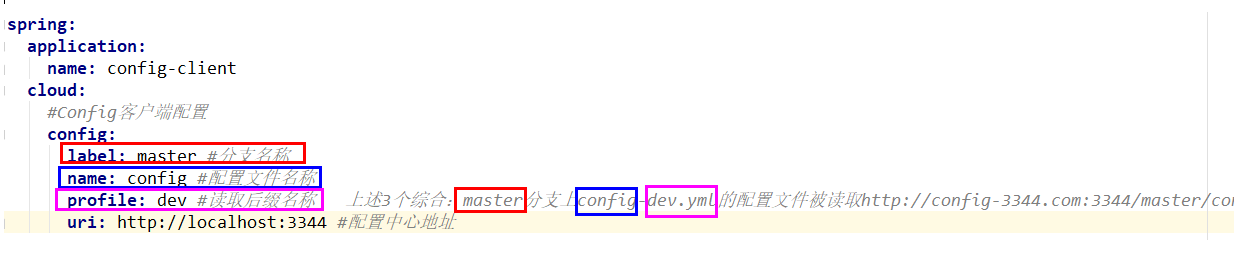 spring:
application:
name: config-client
cloud:
#Config客户端配置
config:
label: master #分支名称
name: config #配置文件名称
profile: dev #读取后缀名称 上述3个综合：master分支上config-dev.yml的配置文件被读取http://config-3344.com:3344/master/con
uri: http://localhost:3344 #配置中心地址